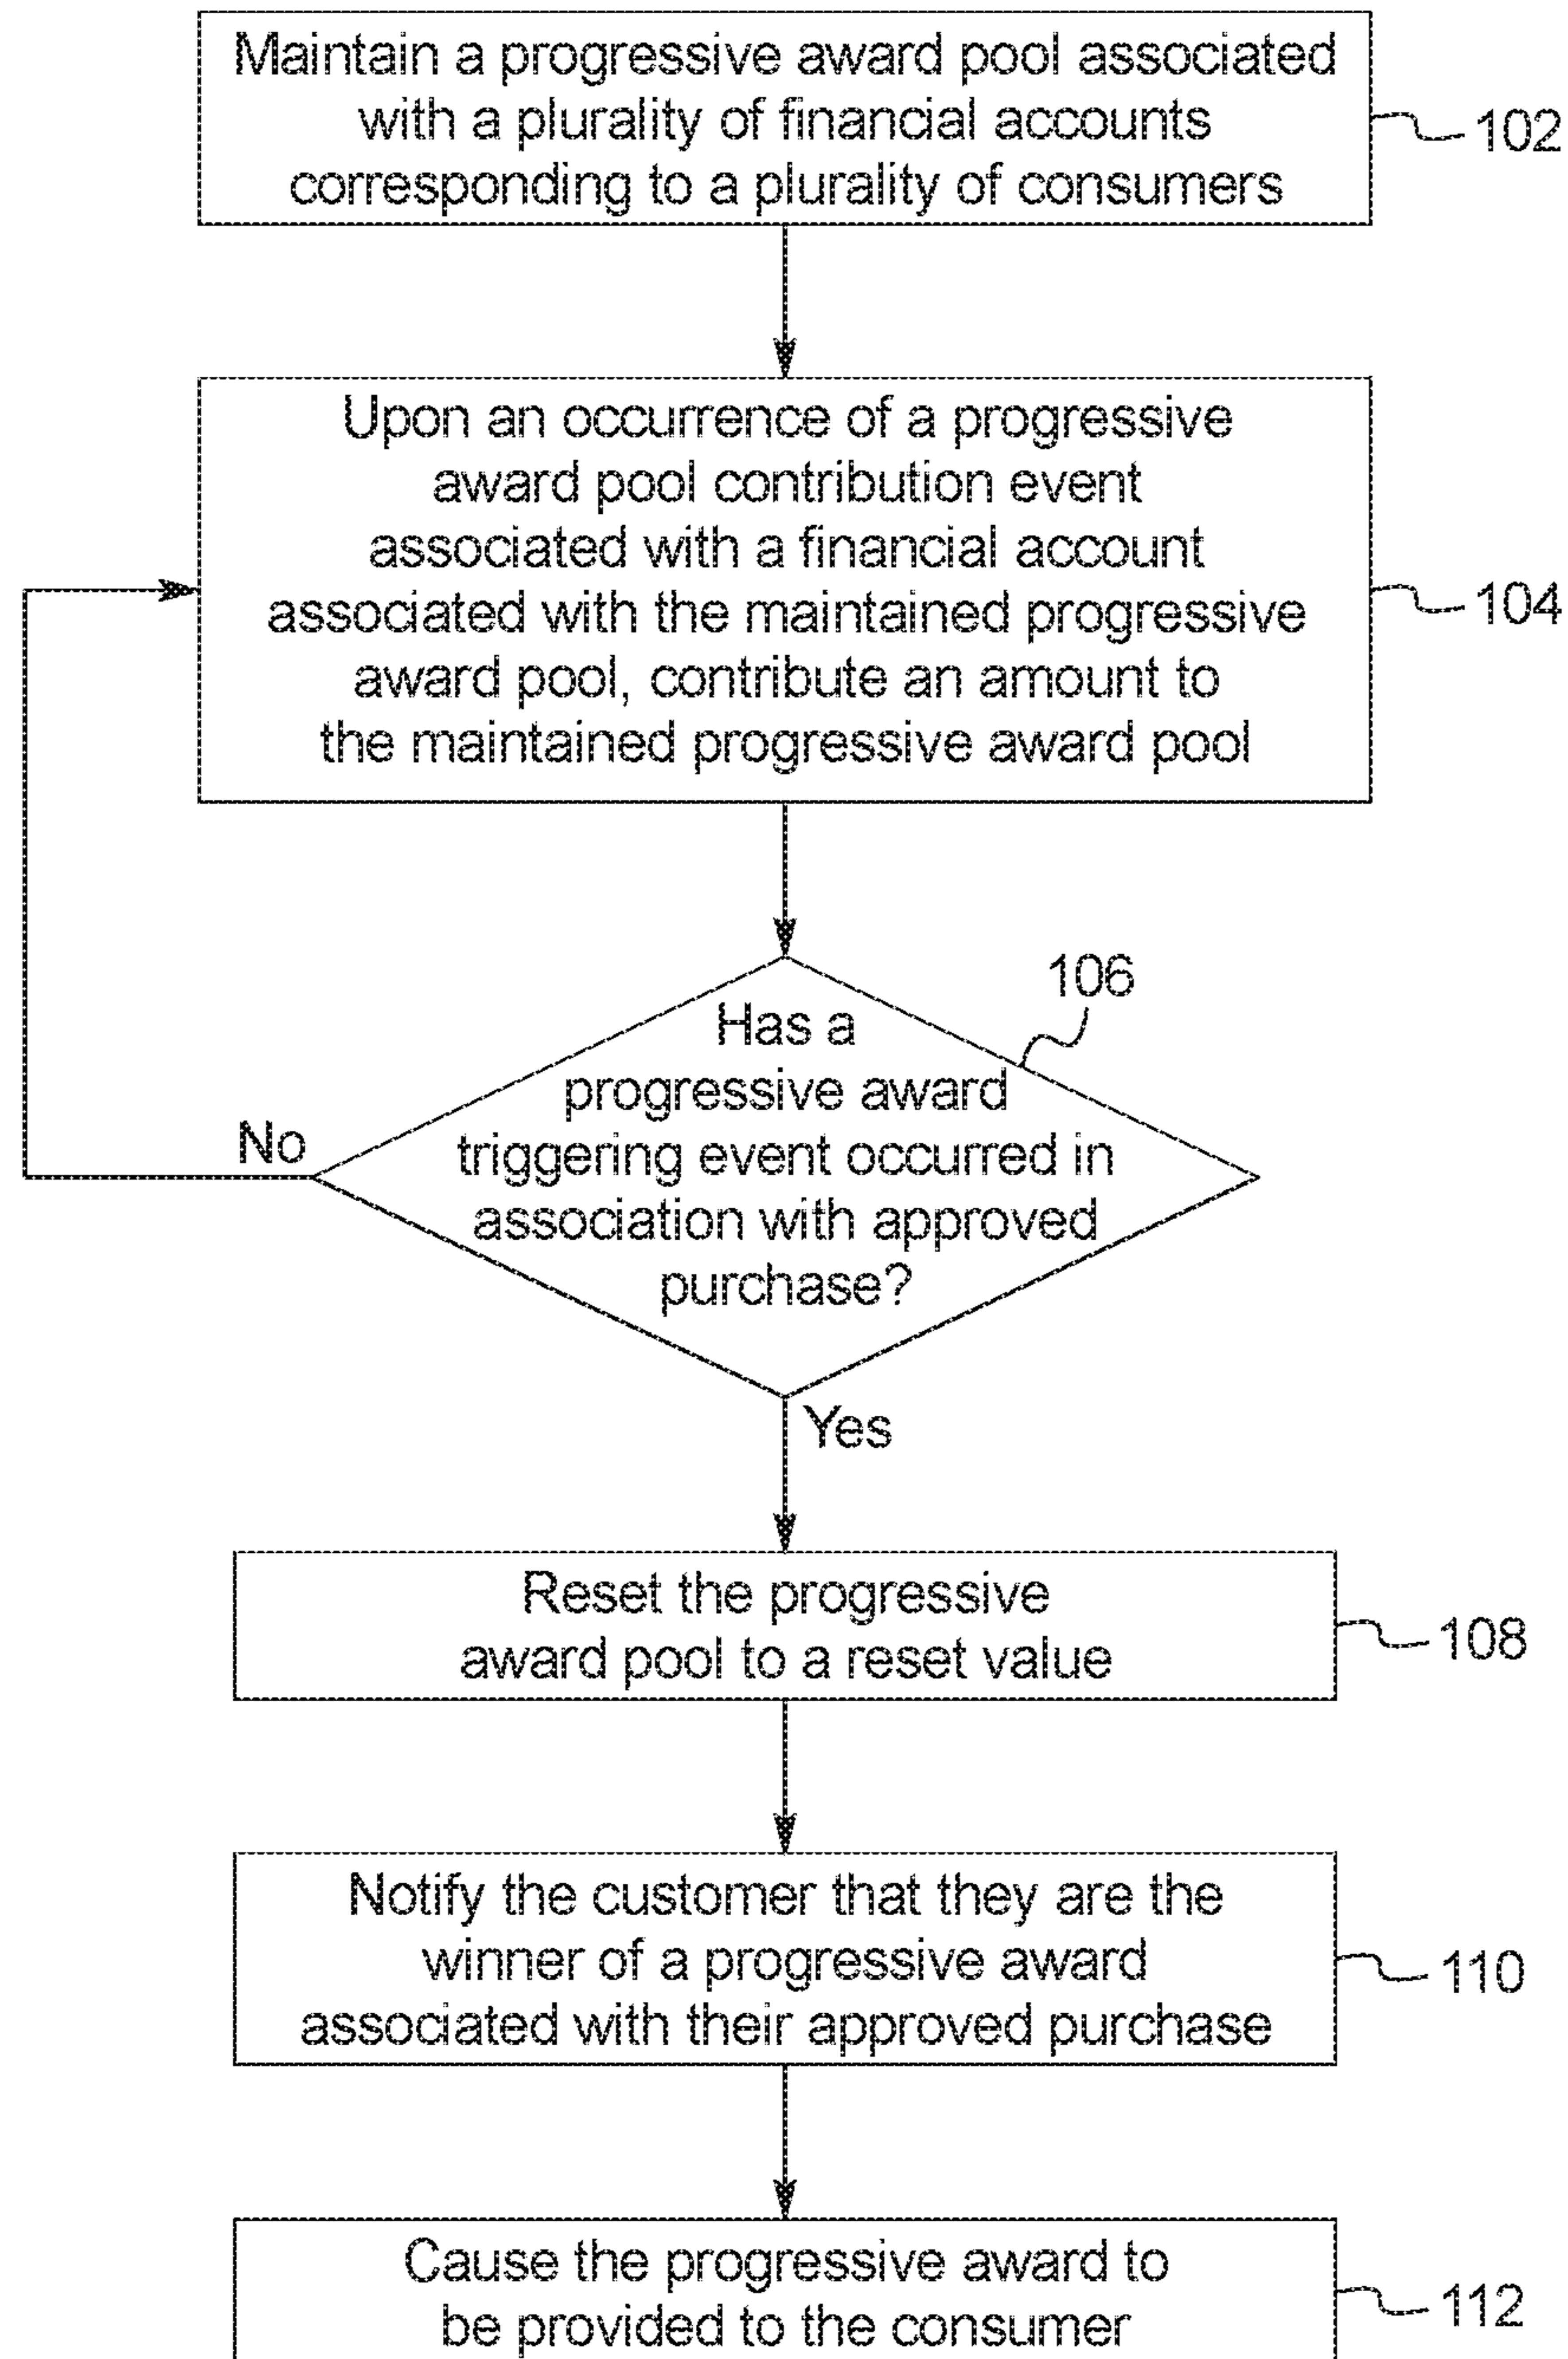 Maintain a progressive award pool associated
with a plurality of financial accounts
corresponding to a plurality of consumers
102
Upon an occurrence of a progressive
award pool contribution event
associated with a financial account
associated with the maintained progressive
award pool, contribute an amount to
the maintained progressive award pool
104
106
Has a
progressive award
triggering event occurred in
association with approved
purchase?
No
Yes
Reset the progressive
award pool to a reset value
108
Notify the customer that they are the
winner of a progressive award
associated with their approved purchase
110
Cause the progressive award to
be provided to the consumer
112